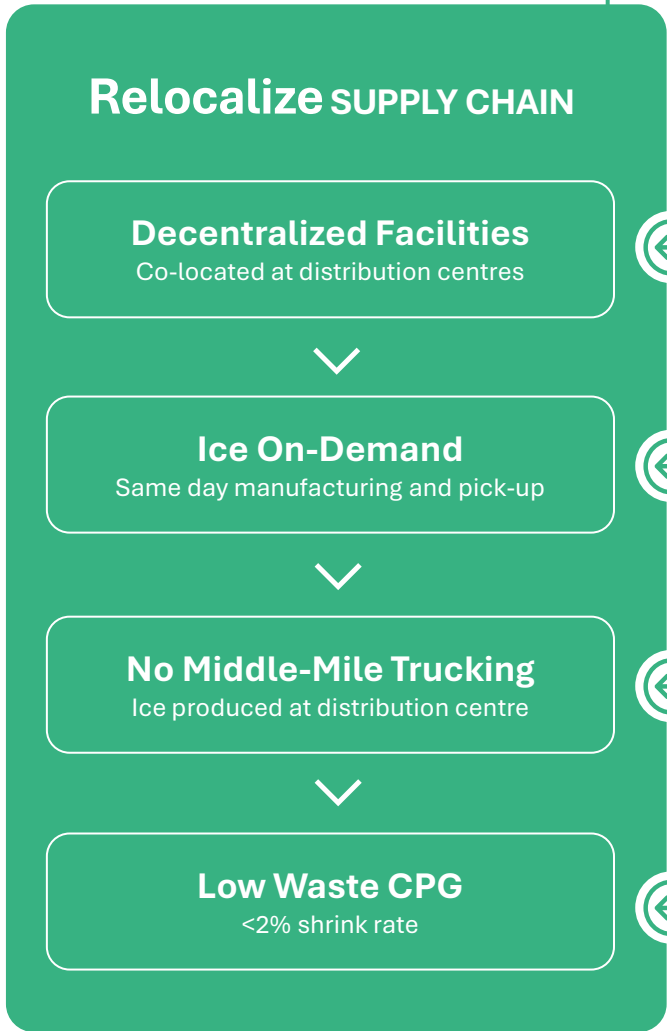 Relocalize SUPPLY CHAIN
Decentralized Facilities
Co-located at distribution centres
Ice On-Demand
Same day manufacturing and pick-up
No Middle-Mile Trucking
Ice produced at distribution centre
Low Waste CPG
<2% shrink rate